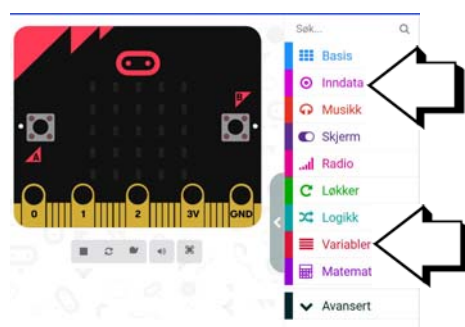 Søk...
Basis
Inndata
B
Musikk
Skjerm
A
Radio
Løkker
0 1 2 3V GND
Logikk
Variabler
Matemat
Avansert